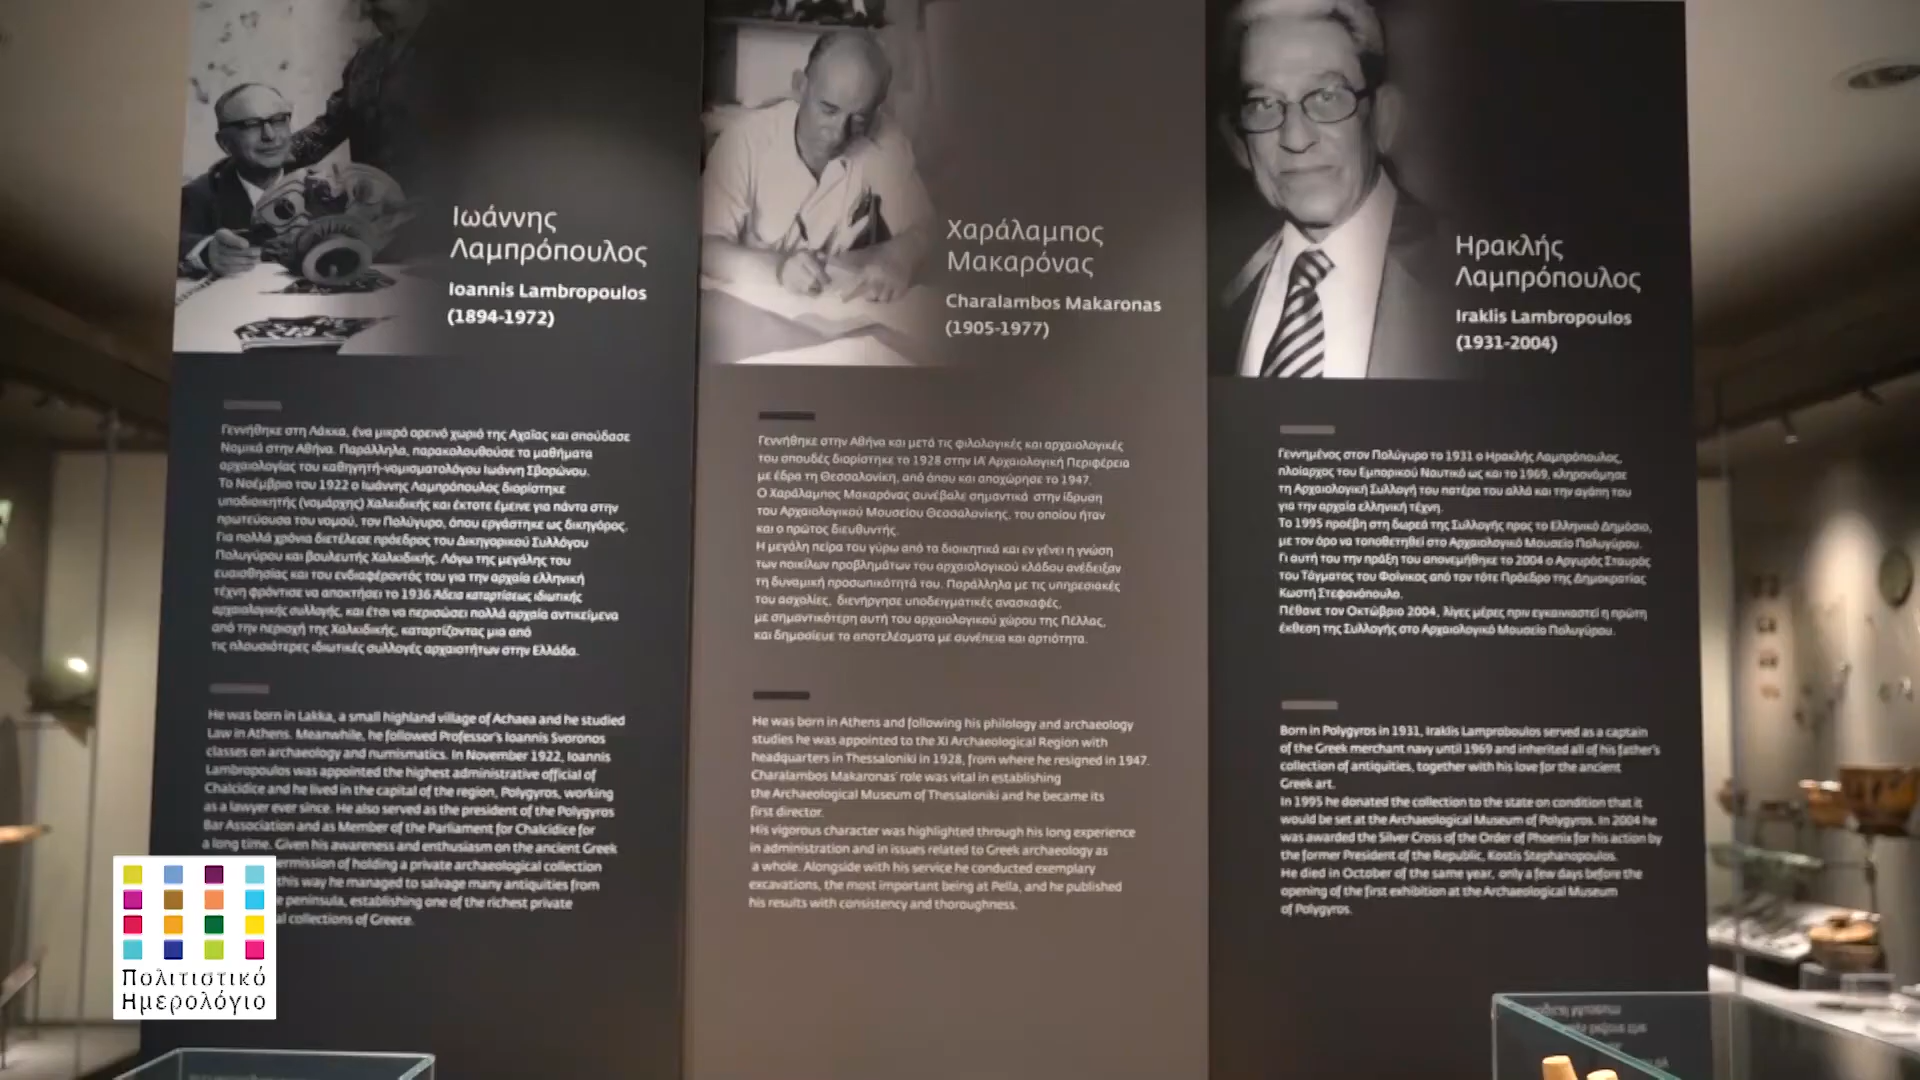 Ιωάννης
Λαμπρόπουλος
Ioannis Lambropoulos
(1894-1972)
Γεννήθηκε στη Λάκκα, ένα μικρό ορεινό χωριό της Αχαΐας και σπούδασε
Νομικά στην Αθήνα. Παράλληλα, παρακολουθούσε τα μαθήματα
αρχαιολογίας του καθηγητή-νομισματολόγου Ιωάννη Σβορώνου.
Το Νοέμβριο του 1922 ο Ιωάννης Λαμπρόπουλος διορίστηκε
υποδιοικητής (νομάρχης) Χαλκιδικής και έκτοτε έμεινε για πάντα στην
πρωτεύουσα του νομού, τον Πολύγυρο, όπου εργάστηκε ως δικηγόρος.
Για πολλά χρόνια διετέλεσε πρόεδρος του Δικηγορικού Συλλόγου
Πολυγύρου και βουλευτής Χαλκιδικής. Λόγω της μεγάλης του
ευαισθησίας και του ενδιαφέροντός του για την αρχαία ελληνική
τέχνη φρόντισε να αποκτήσει το 1936 Άδεια καταρτίσεως ιδιωτικής
αρχαιολογικής συλλογής, και έτσι να περισώσει πολλά αρχαία αντικείμενα
από την περιοχή της Χαλκιδικής, καταρτίζοντας μια από
τις πλουσιότερες ιδιωτικές συλλογές αρχαιοτήτων στην Ελλάδα.
He was born in Lakka, a small highland village of Achaea and he studied
Law in Athens. Meanwhile, he followed Professor's Ioannis Svoronos
classes on archaeology and numismatics. In November 1922, Ioannis
Lambropoulos was appointed the highest administrative official of
Chalcidice and he lived in the capital of the region, Polygyros, working
as a lawyer ever since. He also served as the president of the Polygyros
Bar Association and as Member of the Parliament for Chalcidice for
a long time. Given his awareness and enthusiasm on the ancient Greek
ermission of holding a private archaeological collection
this way he managed to salvage many antiquities from
e peninsula, establishing one of the richest private
al collections of Greece.
Χαράλαμπος
Μακαρόνας
Charalambos Makaronas
(1905-1977)
Γεννήθηκε στην Αθήνα και μετά τις φιλολογικές και αρχαιολογικές
του σπουδές διορίστηκε το 1928 στην ΙΑ' Αρχαιολογική Περιφέρεια
με έδρα τη Θεσσαλονίκη, από όπου και αποχώρησε το 1947.
Ο Χαράλαμπος Μακαρόνας συνέβαλε σημαντικά στην ίδρυση
του Αρχαιολογικού Μουσείου Θεσσαλονίκης, του οποίου ήταν
και ο πρώτος διευθυντής.
Η μεγάλη πείρα του γύρω από τα διοικητικά και εν γένει η γνώση
των ποικίλων προβλημάτων του αρχαιολογικού κλάδου ανέδειξαν
τη δυναμική προσωπικότητά του. Παράλληλα με τις υπηρεσιακές
του ασχολίες, διενήργησε υποδειγματικές ανασκαφές,
με σημαντικότερη αυτή του αρχαιολογικού χώρου της Πέλλας,
και δημοσίευε τα αποτελέσματα με συνέπεια και αρτιότητα.
He was born in Athens and following his philology and archaeology
studies he was appointed to the XI Archaeological Region with
headquarters in Thessaloniki in 1928, from where he resigned in 1947.
Charalambos Makaronas' role was vital in establishing
the Archaeological Museum of Thessaloniki and he became its
first director.
His vigorous character was highlighted through his long experience
in administration and in issues related to Greek archaeology as
a whole. Alongside with his service he conducted exemplary
excavations, the most important being at Pella, and he published
his results with consistency and thoroughness.
Ηρακλής
Λαμπρόπουλος
Iraklis Lambropoulos
(1931-2004)
Γεννημένος στον Πολύγυρο το 1931 ο Ηρακλής Λαμπρόπουλος,
πλοίαρχος του Εμπορικού Ναυτικού ως και το 1969, κληρονόμησε
τη Αρχαιολογική Συλλογή του πατέρα του αλλά και την αγάπη του
για την αρχαία ελληνική τέχνη.
Το 1995 προέβη στη δωρεά της Συλλογής προς το Ελληνικό Δημόσιο,
με τον όρο να τοποθετηθεί στο Αρχαιολογικό Μουσείο Πολυγύρου.
Γι αυτή του την πράξη του απονεμήθηκε το 2004 ο Αργυρός Σταυρός
του Τάγματος του Φοίνικος από τον τότε Πρόεδρο της Δημοκρατίας
Κωστή Στεφανόπουλο.
Πέθανε τον Οκτώβριο 2004, λίγες μέρες πριν εγκαινιαστεί η πρώτη
έκθεση της Συλλογής στο Αρχαιολογικό Μουσείο Πολυγύρου.
Born in Polygyros in 1931, Iraklis Lamproboulos served as a captain
of the Greek merchant navy until 1969 and inherited all of his father's
collection of antiquities, together with his love for the ancient
Greek art.
In 1995 he donated the collection to the state on condition that it
would be set at the Archaeological Museum of Polygyros. In 2004 he
was awarded the Silver Cross of the Order of Phoenix for his action by
the former President of the Republic, Kostis Stephanopoulos.
He died in October of the same year, only a few days before the
opening of the first exhibition at the Archaeological Museum
of Polygyros.
Πολιτιστικό
Ημερολόγιο